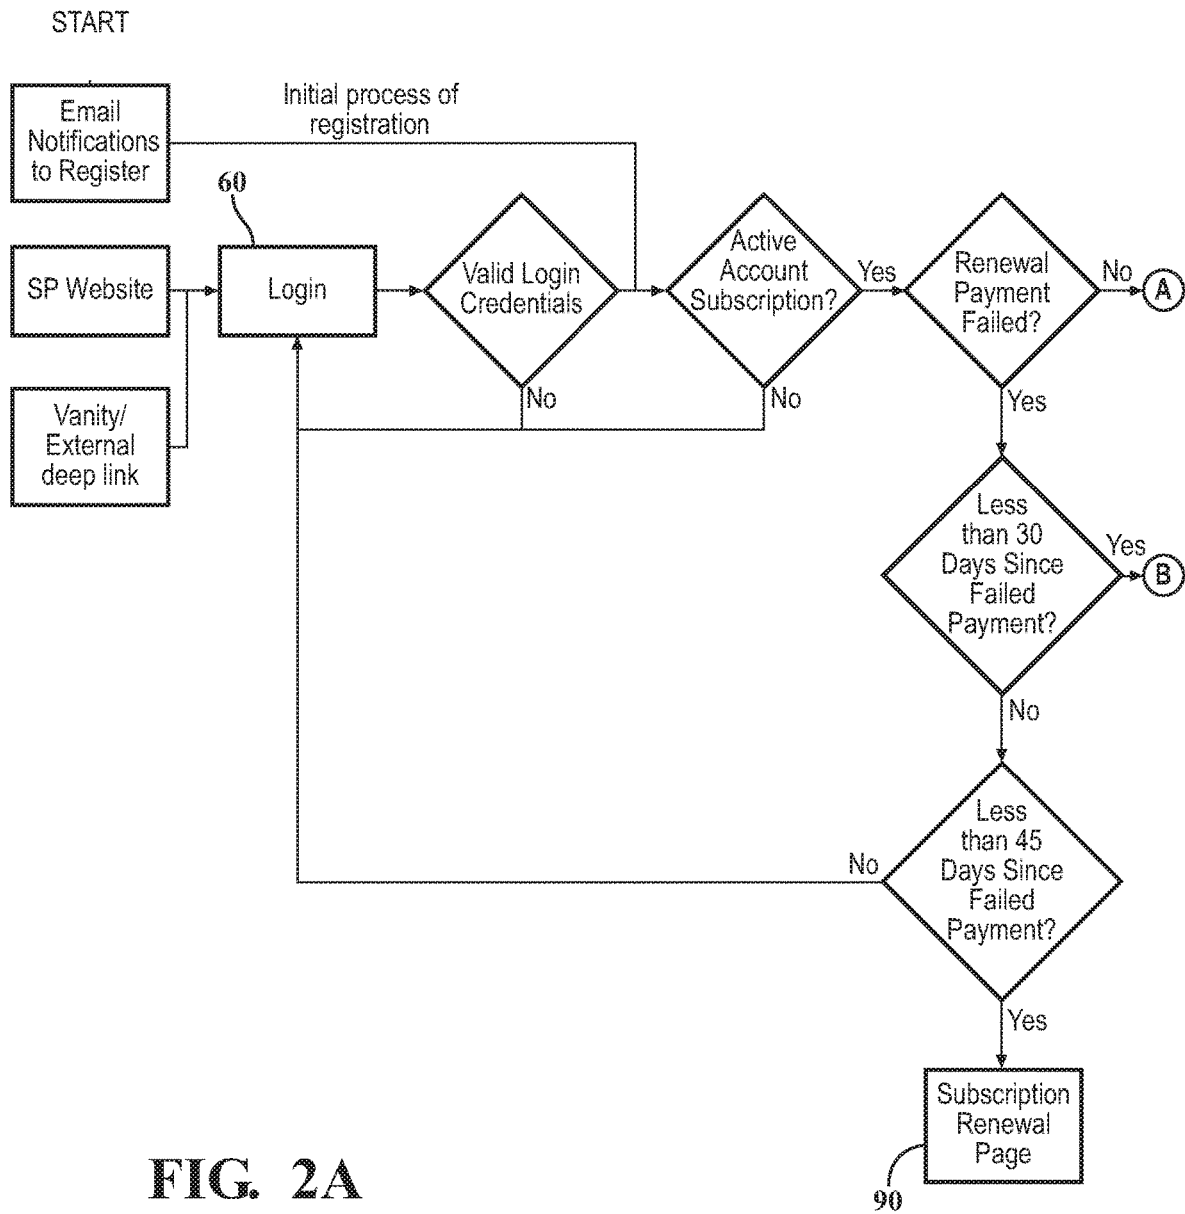 START
Email
Notifications
to Register
Initial process of
registration
60
SP Website
Login
Valid Login
Credentials
No
Active
Account
Subscription?
Yes
No
Renewal
Payment
Failed?
No
A
Yes
Vanity/
External
deep link
Less
than 30
Days Since
Failed
Payment?
Yes
B
No
Less
than 45
Days Since
Failed
Payment?
No
Yes
Subscription
Renewal
Page
90
FIG. 2A